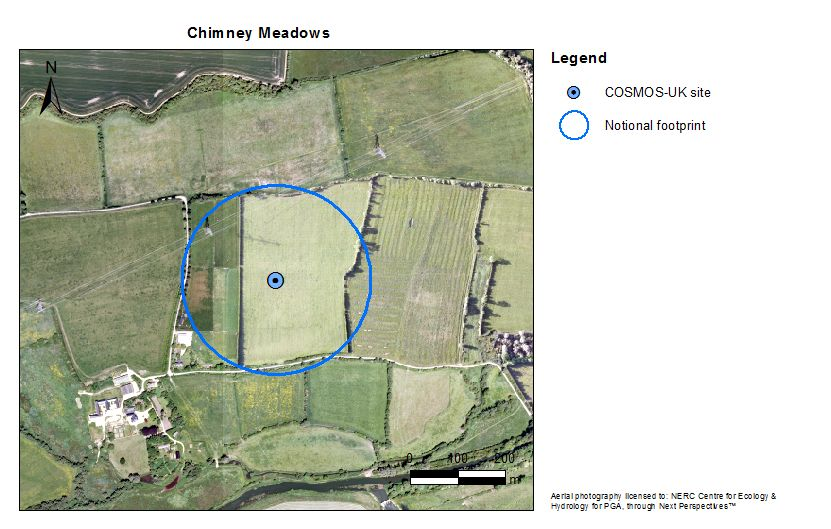 Chimney Meadows
N
Legend
COSMOS-UK site
Notional footprint
0 100 200
m
Aerial photography licensed to: NERC Centre for Ecology &
Hydrology for PGA, through Next Perspectives™